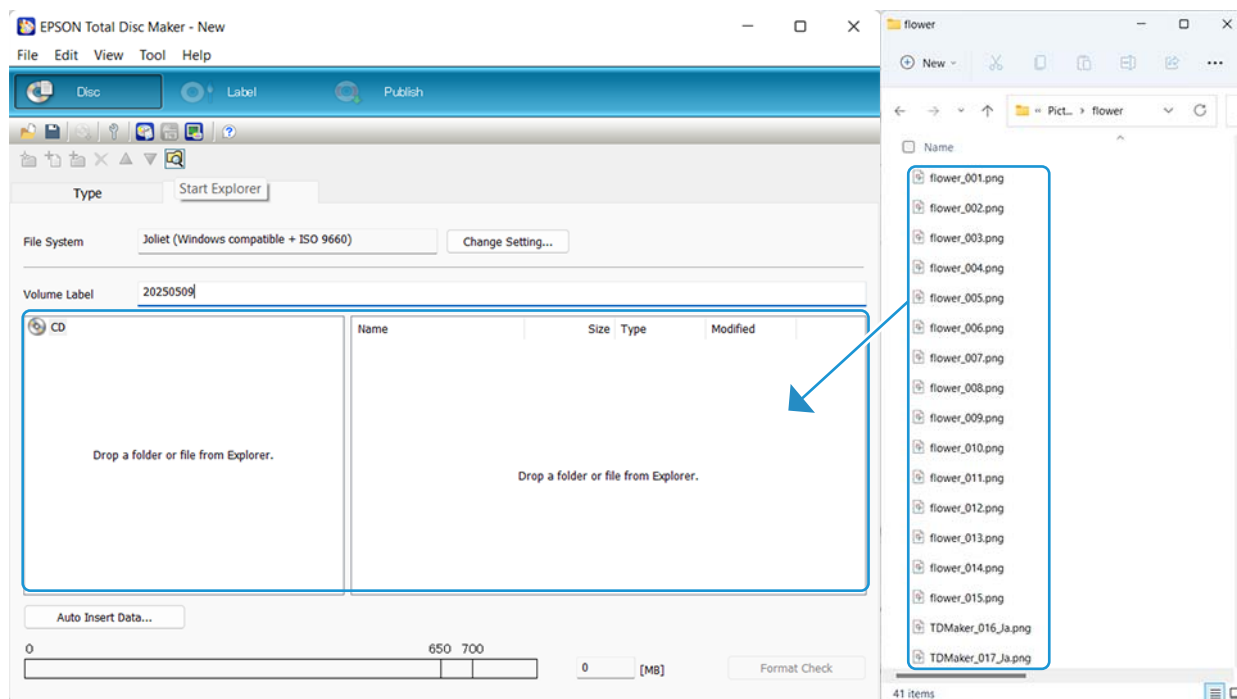 EPSON Total Disc Maker - New
File Edit View Tool Help
Disc Label Publish
Type
Start Explorer
File System Joliet (Windows compatible + ISO 9660) Change Setting...
Volume Label 20250509
CD
Name Size Type Modified
Drop a folder or file from Explorer.
Drop a folder or file from Explorer.
Auto Insert Data...
0 650 700
0 [MB] Format Check
flower
New
« Pict... > flower
Name
flower_001.png
flower_002.png
flower_003.png
flower_004.png
flower_005.png
flower_006.png
flower_007.png
flower_008.png
flower_009.png
flower_010.png
flower_011.png
flower_012.png
flower_013.png
flower_014.png
flower_015.png
TDMaker_016_Ja.png
TDMaker_017_Ja.png
41 items